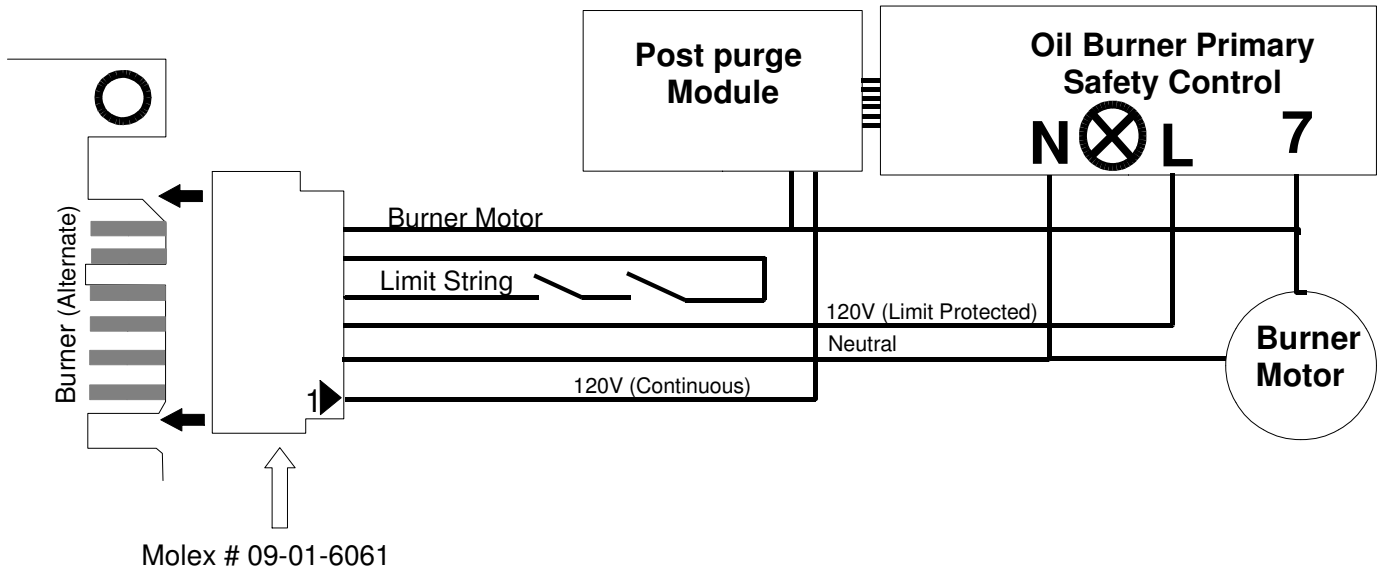 Post purge
Module
Oil Burner Primary
Safety Control
N L 7
Burner (Alternate)
Burner Motor
Limit String
120V (Limit Protected)
Neutral
120V (Continuous)
1
Burner
Motor
Molex # 09-01-6061